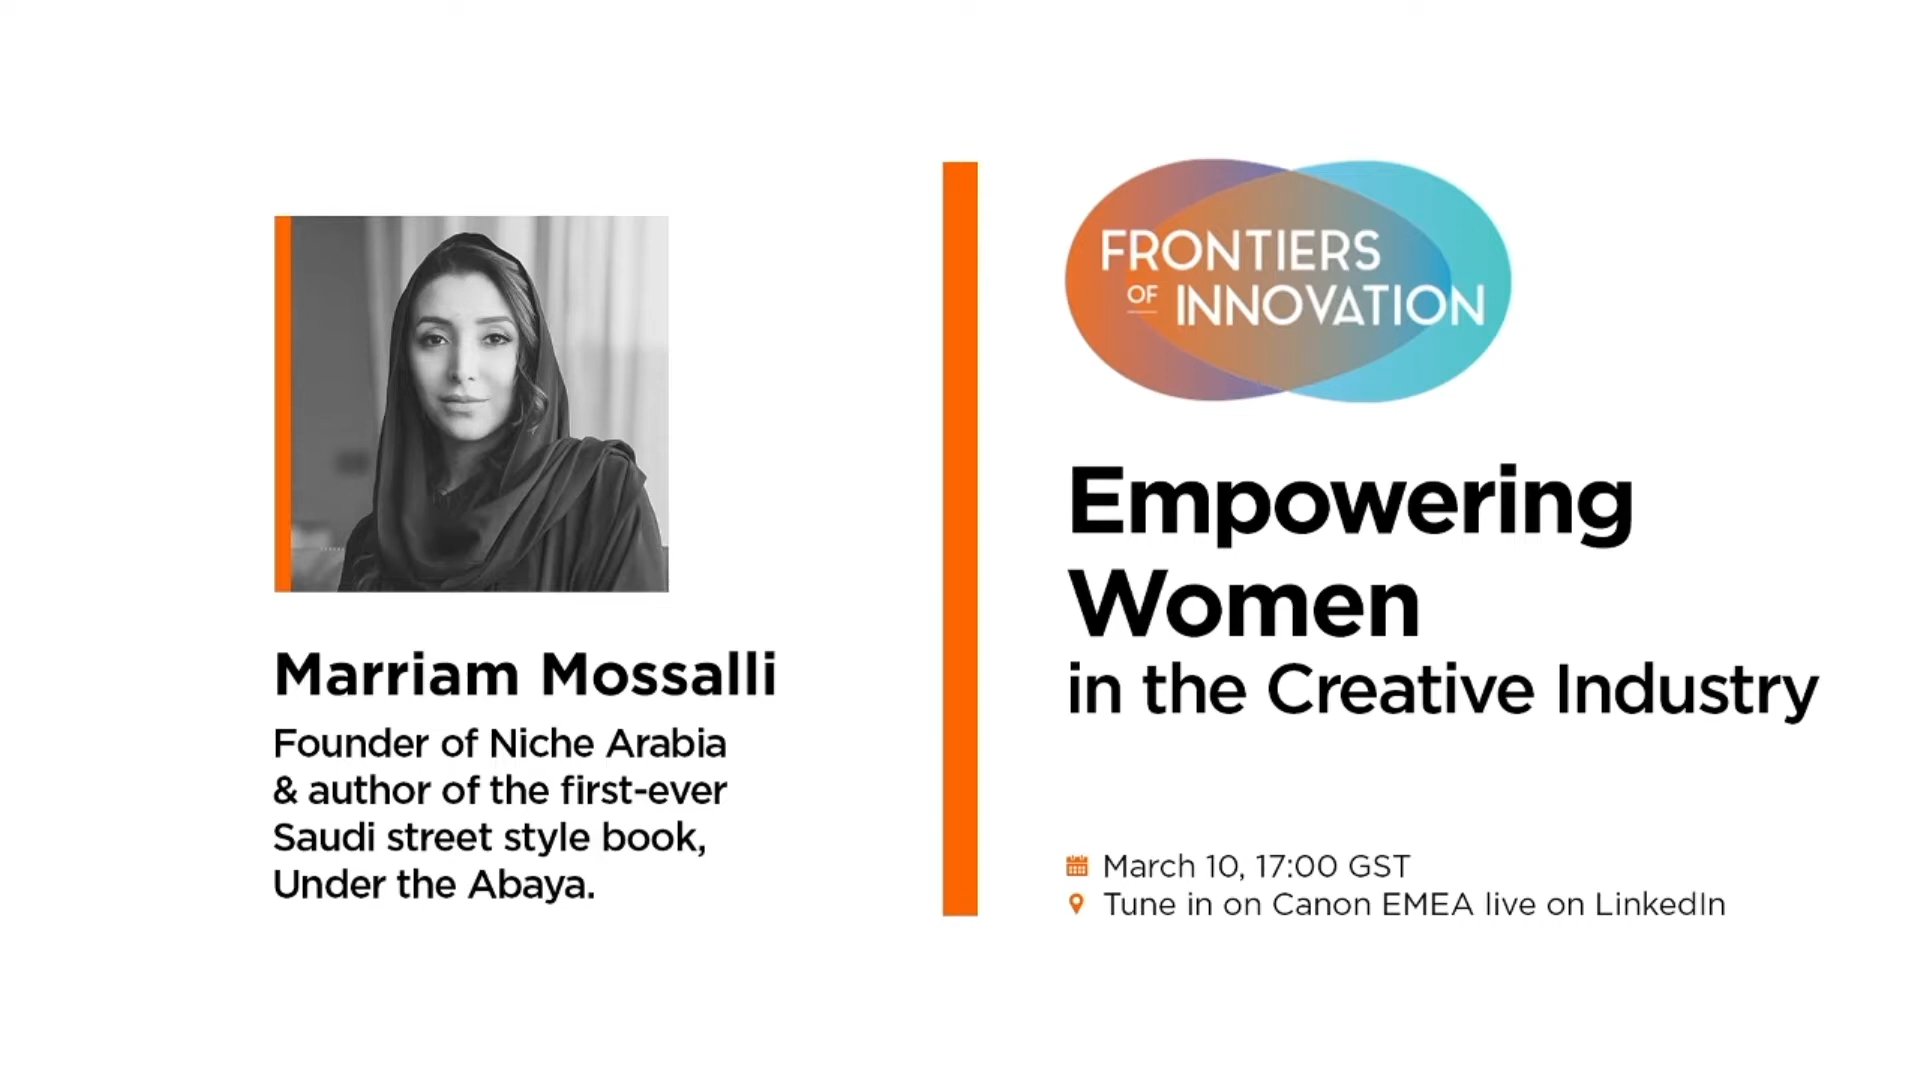 Marriam Mossalli
Founder of Niche Arabia
& author of the first-ever
Saudi street style book,
Under the Abaya.
FRONTIERS
OF INNOVATION
Empowering
Women
in the Creative Industry
March 10, 17:00 GST
Tune in on Canon EMEA live on LinkedIn